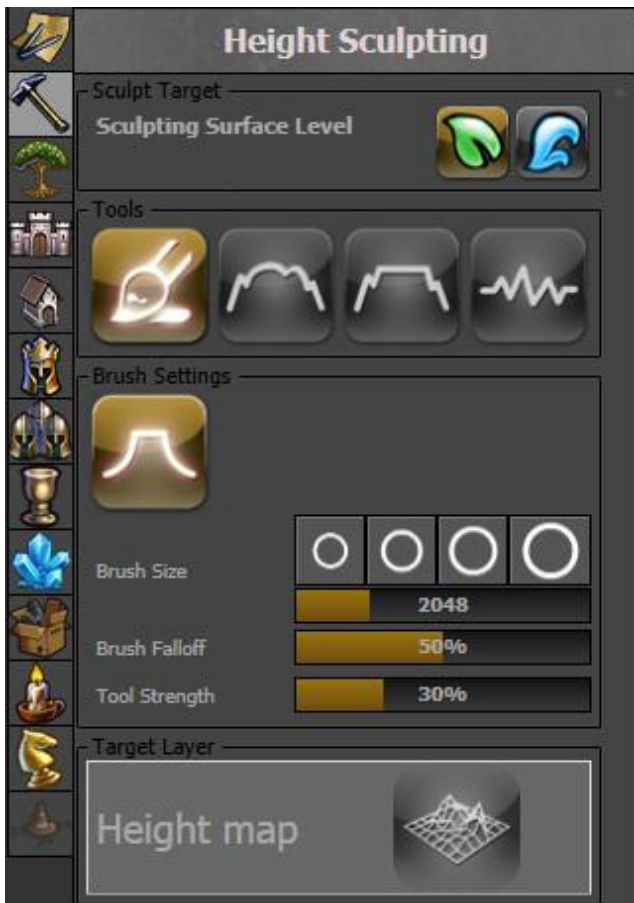 Height Sculpting
Sculpt Target
Sculpting Surface Level
Tools
Brush Settings
Brush Size
2048
Brush Falloff
50%
Tool Strength
30%
Target Layer
Height map